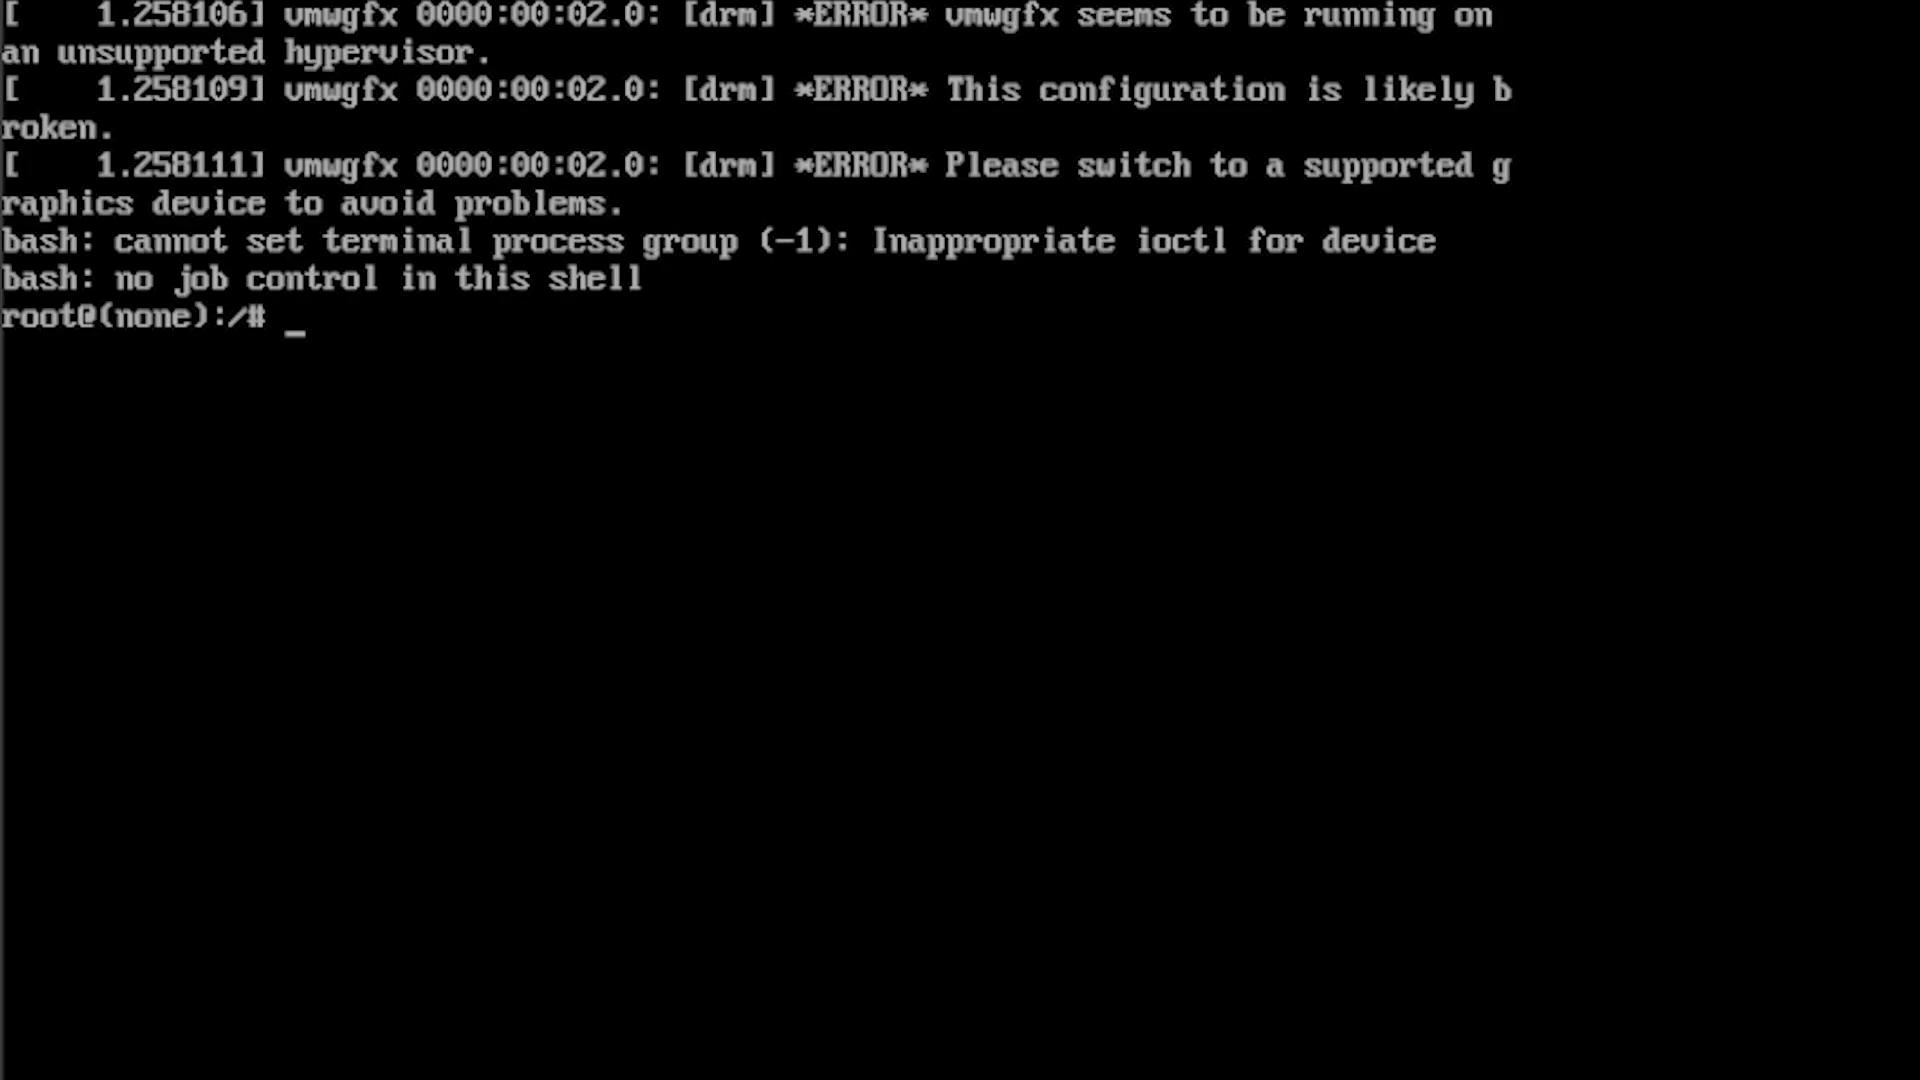 [    1.258106] vmwgfx 0000:00:02.0: [drm] *ERROR* vmwgfx seems to be running on
an unsupported hypervisor.
[    1.258109] vmwgfx 0000:00:02.0: [drm] *ERROR* This configuration is likely b
roken.
[    1.258111] vmwgfx 0000:00:02.0: [drm] *ERROR* Please switch to a supported g
raphics device to avoid problems.
bash: cannot set terminal process group (-1): Inappropriate ioctl for device
bash: no job control in this shell
root@(none):/# _